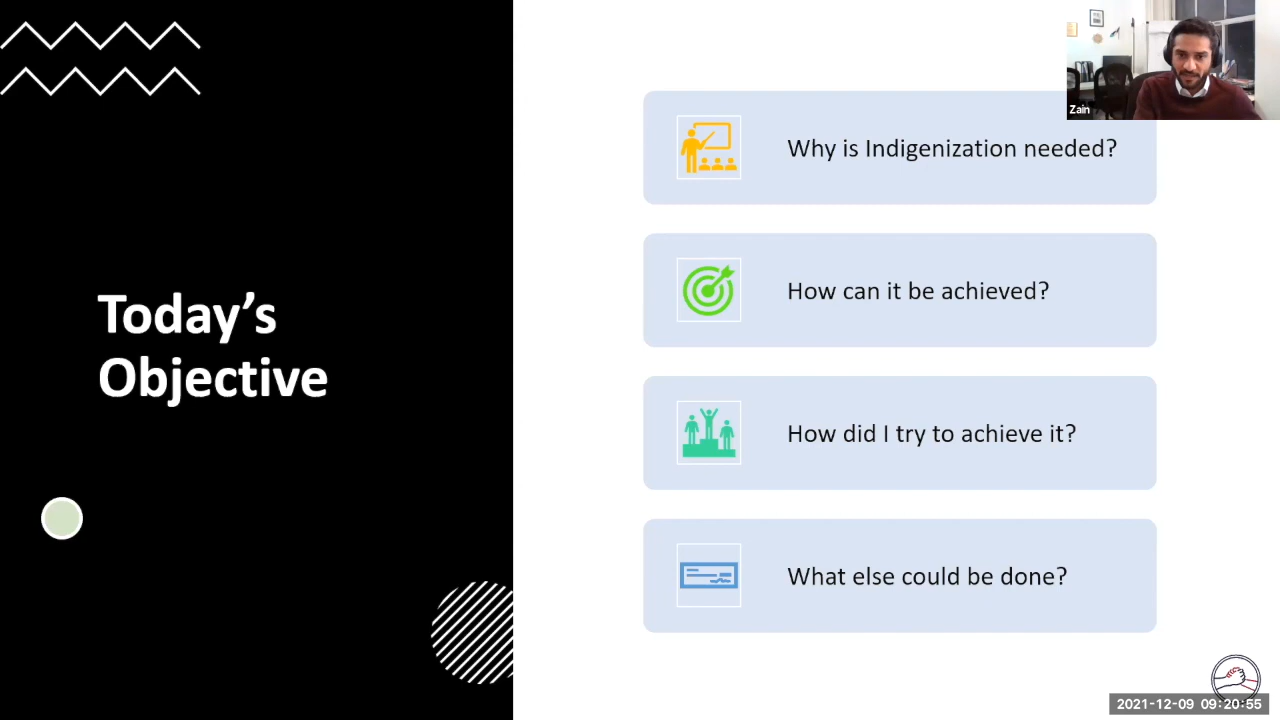 Today's
Objective
Why is Indigenization needed?
How can it be achieved?
How did I try to achieve it?
What else could be done?
Zain
2021-12-09 09:20:55